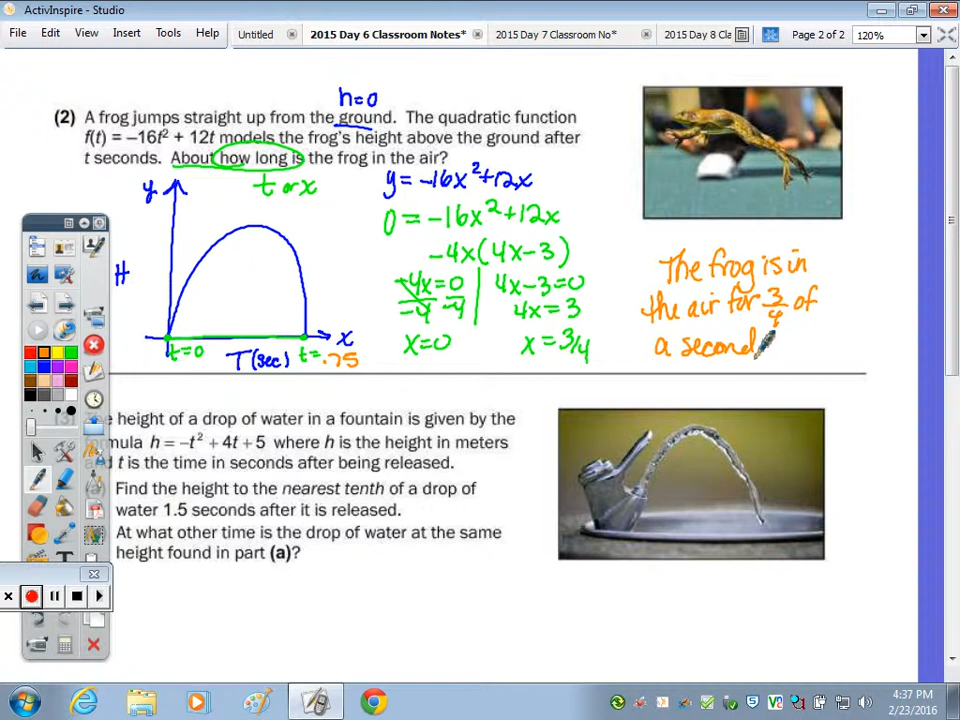 ActivInspire - Studio
File Edit View Insert Tools Help Untitled 2015 Day 6 Classroom Notes* 2015 Day 7 Classroom No* 2015 Day 8 Cla Page 2 of 2 120%
h=0
(2) A frog jumps straight up from the ground. The quadratic function
f(t) = –16t² + 12t models the frog's height above the ground after
t seconds. About how long is the frog in the air?
t or x
y
H
t=0
T(sec)
t=.75
x
y=-16x²+12x
0=-16x²+12x
-4x(4x-3)
-4x=0 | 4x-3=0
-4 -4 | 4x=3
x=0 x=3/4
The frog is in
the air for 3/4 of
a second
(3) The height of a drop of water in a fountain is given by the
formula h = –t² + 4t + 5 where h is the height in meters
and t is the time in seconds after being released.
Find the height to the nearest tenth of a drop of
water 1.5 seconds after it is released.
At what other time is the drop of water at the same
height found in part (a)?
4:37 PM
2/23/2016